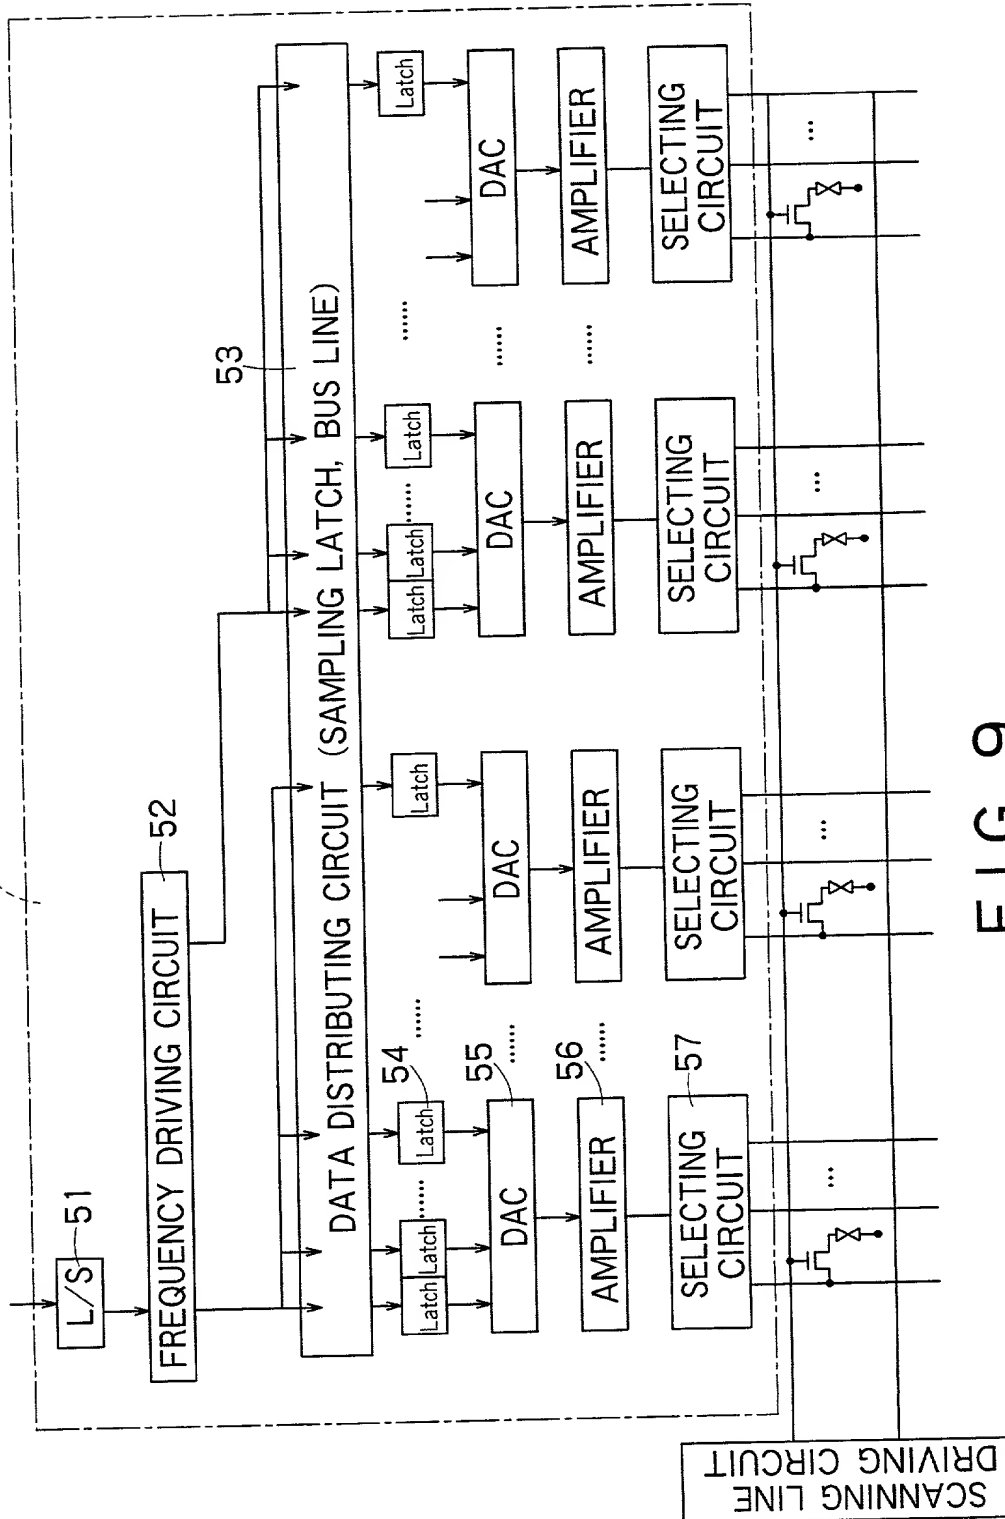 L/S
51
FREQUENCY DRIVING CIRCUIT
52
53
DATA DISTRIBUTING CIRCUIT (SAMPLING LATCH, BUS LINE)
Latch
Latch
......
Latch
54
......
Latch
Latch
Latch
......
Latch
......
Latch
DAC
55
......
DAC
DAC
......
DAC
AMPLIFIER
56
......
AMPLIFIER
AMPLIFIER
......
AMPLIFIER
SELECTING
CIRCUIT
57
SELECTING
CIRCUIT
SELECTING
CIRCUIT
SELECTING
CIRCUIT
...
...
...
...
SCANNING LINE
DRIVING CIRCUIT
FIG 9